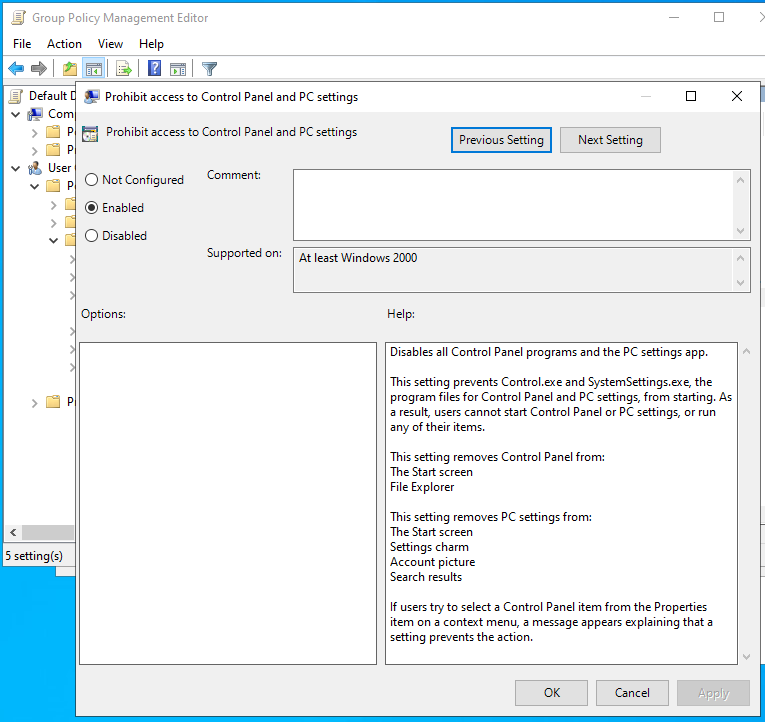 Group Policy Management Editor
File Action View Help
Default D
Comp
P
P
User
P
P
5 setting(s)
Prohibit access to Control Panel and PC settings
Prohibit access to Control Panel and PC settings
Previous Setting
Next Setting
Not Configured
Enabled
Disabled
Comment:
Supported on:
At least Windows 2000
Options:
Help:
Disables all Control Panel programs and the PC settings app.
This setting prevents Control.exe and SystemSettings.exe, the
program files for Control Panel and PC settings, from starting. As
a result, users cannot start Control Panel or PC settings, or run
any of their items.
This setting removes Control Panel from:
The Start screen
File Explorer
This setting removes PC settings from:
The Start screen
Settings charm
Account picture
Search results
If users try to select a Control Panel item from the Properties
item on a context menu, a message appears explaining that a
setting prevents the action.
OK
Cancel
Apply